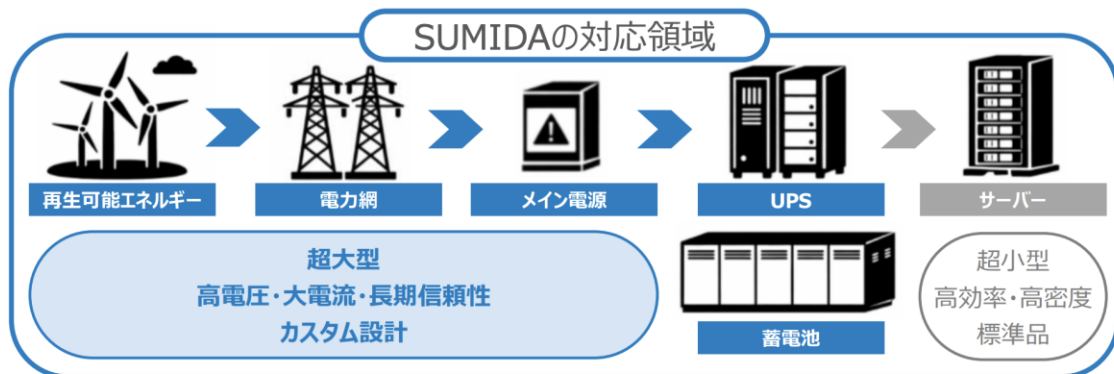 SUMIDAの対応領域
再生可能エネルギー
電力網
メイン電源
UPS
サーバー
超大型
高電圧・大電流・長期信頼性
カスタム設計
蓄電池
超小型
高効率・高密度
標準品